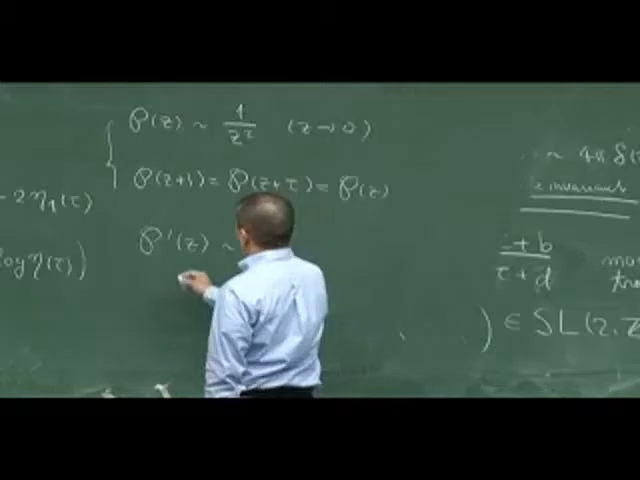 ℘(z) ~ 1/z² (z→0)
℘(z+1) = ℘(z+τ) = ℘(z)
℘'(z) ~
- 2η₁(τ)
log η(τ))
~ 4π δ(
invariant
+ b
τ + d
) ∈ SL(2, Z